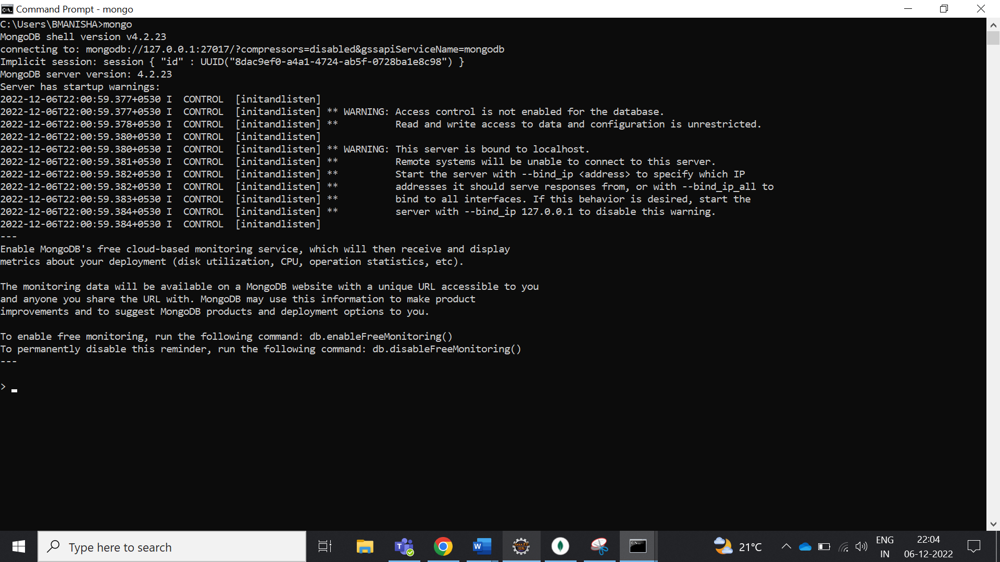 Command Prompt - mongo
C:\Users\BMANISHA>mongo
MongoDB shell version v4.2.23
connecting to: mongodb://127.0.0.1:27017/?compressors=disabled&gssapiServiceName=mongodb
Implicit session: session { "id" : UUID("8dac9ef0-a4a1-4724-ab5f-0728ba1e8c98") }
MongoDB server version: 4.2.23
Server has startup warnings:
2022-12-06T22:00:59.377+0530 I  CONTROL  [initandlisten]
2022-12-06T22:00:59.377+0530 I  CONTROL  [initandlisten] ** WARNING: Access control is not enabled for the database.
2022-12-06T22:00:59.378+0530 I  CONTROL  [initandlisten] **          Read and write access to data and configuration is unrestricted.
2022-12-06T22:00:59.380+0530 I  CONTROL  [initandlisten]
2022-12-06T22:00:59.380+0530 I  CONTROL  [initandlisten] ** WARNING: This server is bound to localhost.
2022-12-06T22:00:59.381+0530 I  CONTROL  [initandlisten] **          Remote systems will be unable to connect to this server.
2022-12-06T22:00:59.382+0530 I  CONTROL  [initandlisten] **          Start the server with --bind_ip <address> to specify which IP
2022-12-06T22:00:59.382+0530 I  CONTROL  [initandlisten] **          addresses it should serve responses from, or with --bind_ip_all to
2022-12-06T22:00:59.383+0530 I  CONTROL  [initandlisten] **          bind to all interfaces. If this behavior is desired, start the
2022-12-06T22:00:59.384+0530 I  CONTROL  [initandlisten] **          server with --bind_ip 127.0.0.1 to disable this warning.
2022-12-06T22:00:59.384+0530 I  CONTROL  [initandlisten]
---
Enable MongoDB's free cloud-based monitoring service, which will then receive and display
metrics about your deployment (disk utilization, CPU, operation statistics, etc).
The monitoring data will be available on a MongoDB website with a unique URL accessible to you
and anyone you share the URL with. MongoDB may use this information to make product
improvements and to suggest MongoDB products and deployment options to you.
To enable free monitoring, run the following command: db.enableFreeMonitoring()
To permanently disable this reminder, run the following command: db.disableFreeMonitoring()
---
>
Type here to search
21°C
ENG
IN
22:04
06-12-2022